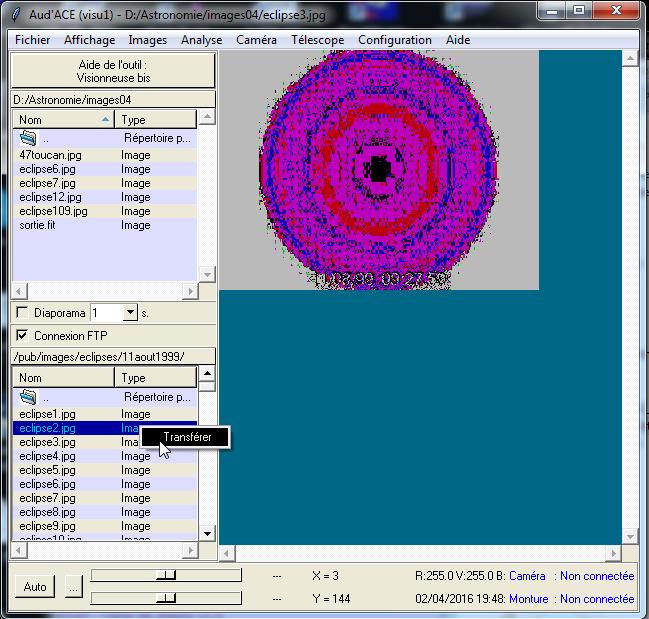 Aud'ACE (visu1) - D:/Astronomie/images04/eclipse3.jpg
Fichier Affichage Images Analyse Caméra Télescope Configuration Aide
Aide de l'outil :
Visionneuse bis
D:/Astronomie/images04
Nom Type
.. Répertoire p...
47toucan.jpg Image
eclipse6.jpg Image
eclipse7.jpg Image
eclipse12.jpg Image
eclipse109.jpg Image
sortie.fit Image
Diaporama 1 s.
Connexion FTP
/pub/images/eclipses/11aout1999/
Nom Type
.. Répertoire p...
eclipse1.jpg Image
eclipse2.jpg Ima
Transférer
eclipse3.jpg Image
eclipse4.jpg Image
eclipse5.jpg Image
eclipse6.jpg Image
eclipse7.jpg Image
eclipse8.jpg Image
eclipse9.jpg Image
eclipse10.jpg Image
11/08/99 09:27:59
Auto ... --- X = 3 R:255.0 V:255.0 B: Caméra : Non connectée
--- Y = 144 02/04/2016 19:48: Monture : Non connectée